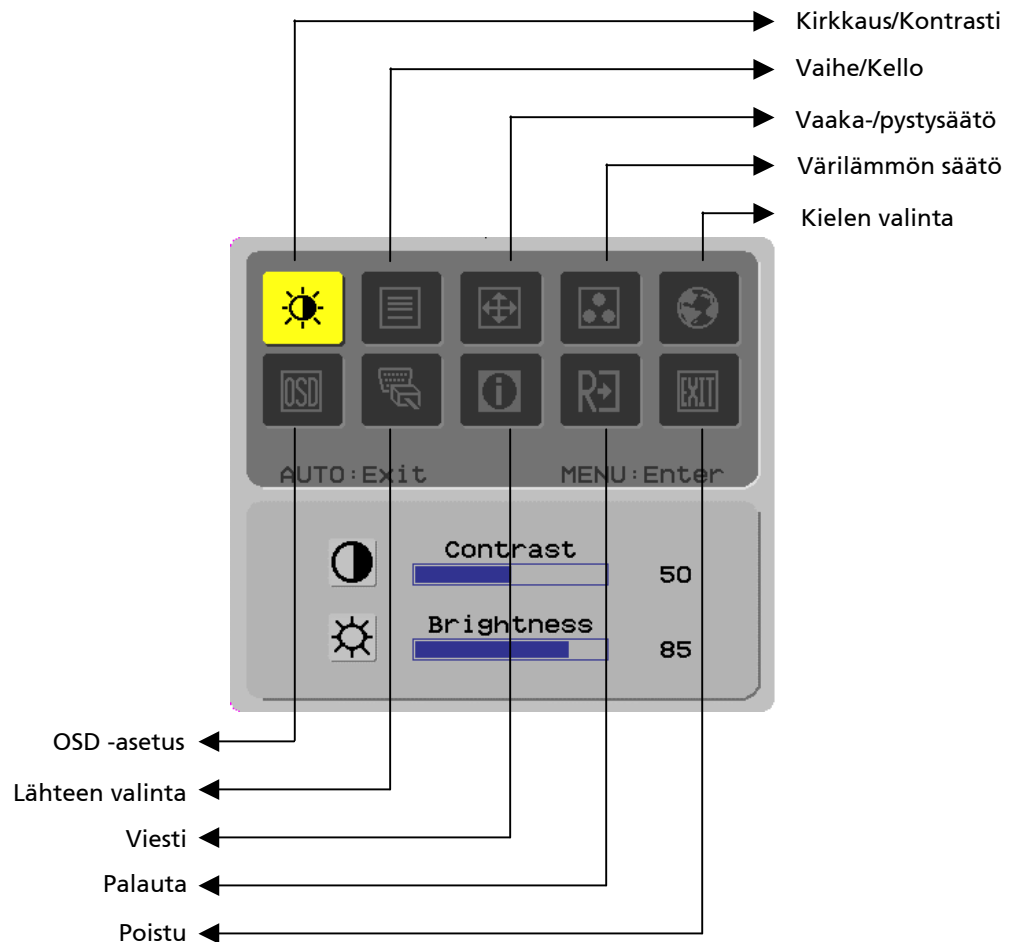 Kirkkaus/Kontrasti
Vaihe/Kello
Vaaka-/pystysäätö
Värilämmön säätö
Kielen valinta
OSD
R
EXIT
AUTO:Exit MENU:Enter
Contrast
50
Brightness
85
OSD -asetus
Lähteen valinta
Viesti
Palauta
Poistu